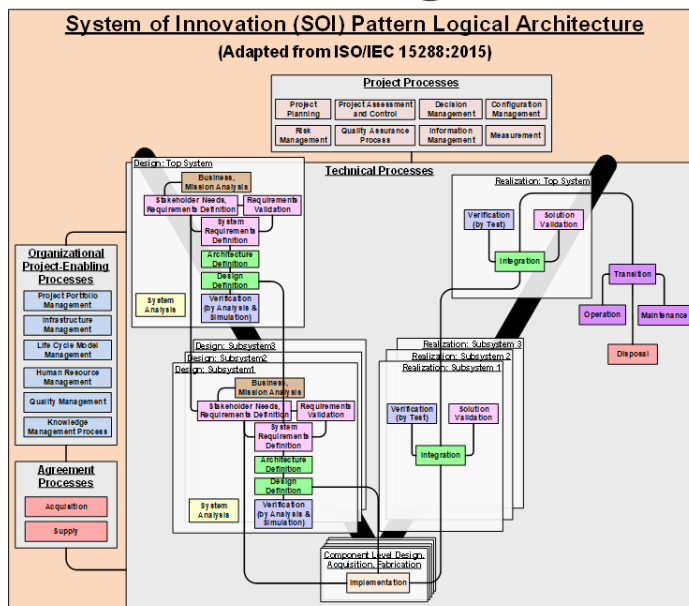 System of Innovation (SOI) Pattern Logical Architecture
(Adapted from ISO/IEC 15288:2015)
Project Processes
Project
Planning
Project Assessment
and Control
Decision
Management
Configuration
Management
Risk
Management
Quality Assurance
Process
Information
Management
Measurement
Technical Processes
Design: Top System
Business,
Mission Analysis
Stakeholder Needs,
Requirements Definition
Requirements
Validation
System
Requirements
Definition
Architecture
Definition
Design
Definition
System
Analysis
Verification
(by Analysis &
Simulation)
Realization: Top System
Verification
(by Test)
Solution
Validation
Integration
Transition
Operation
Maintenance
Disposal
Organizational
Project-Enabling
Processes
Project Portfolio
Management
Infrastructure
Management
Life Cycle Model
Management
Human Resource
Management
Quality Management
Knowledge
Management Process
Agreement
Processes
Acquisition
Supply
Design: Subsystem3
Design: Subsystem2
Design: Subsystem1
Business,
Mission Analysis
Stakeholder Needs,
Requirements Definition
Requirements
Validation
System
Requirements
Definition
Architecture
Definition
Design
Definition
System
Analysis
Verification
(by Analysis &
Simulation)
Realization: Subsystem 3
Realization: Subsystem 2
Realization: Subsystem 1
Verification
(by Test)
Solution
Validation
Integration
Component Level Design,
Acquisition, Fabrication
Implementation